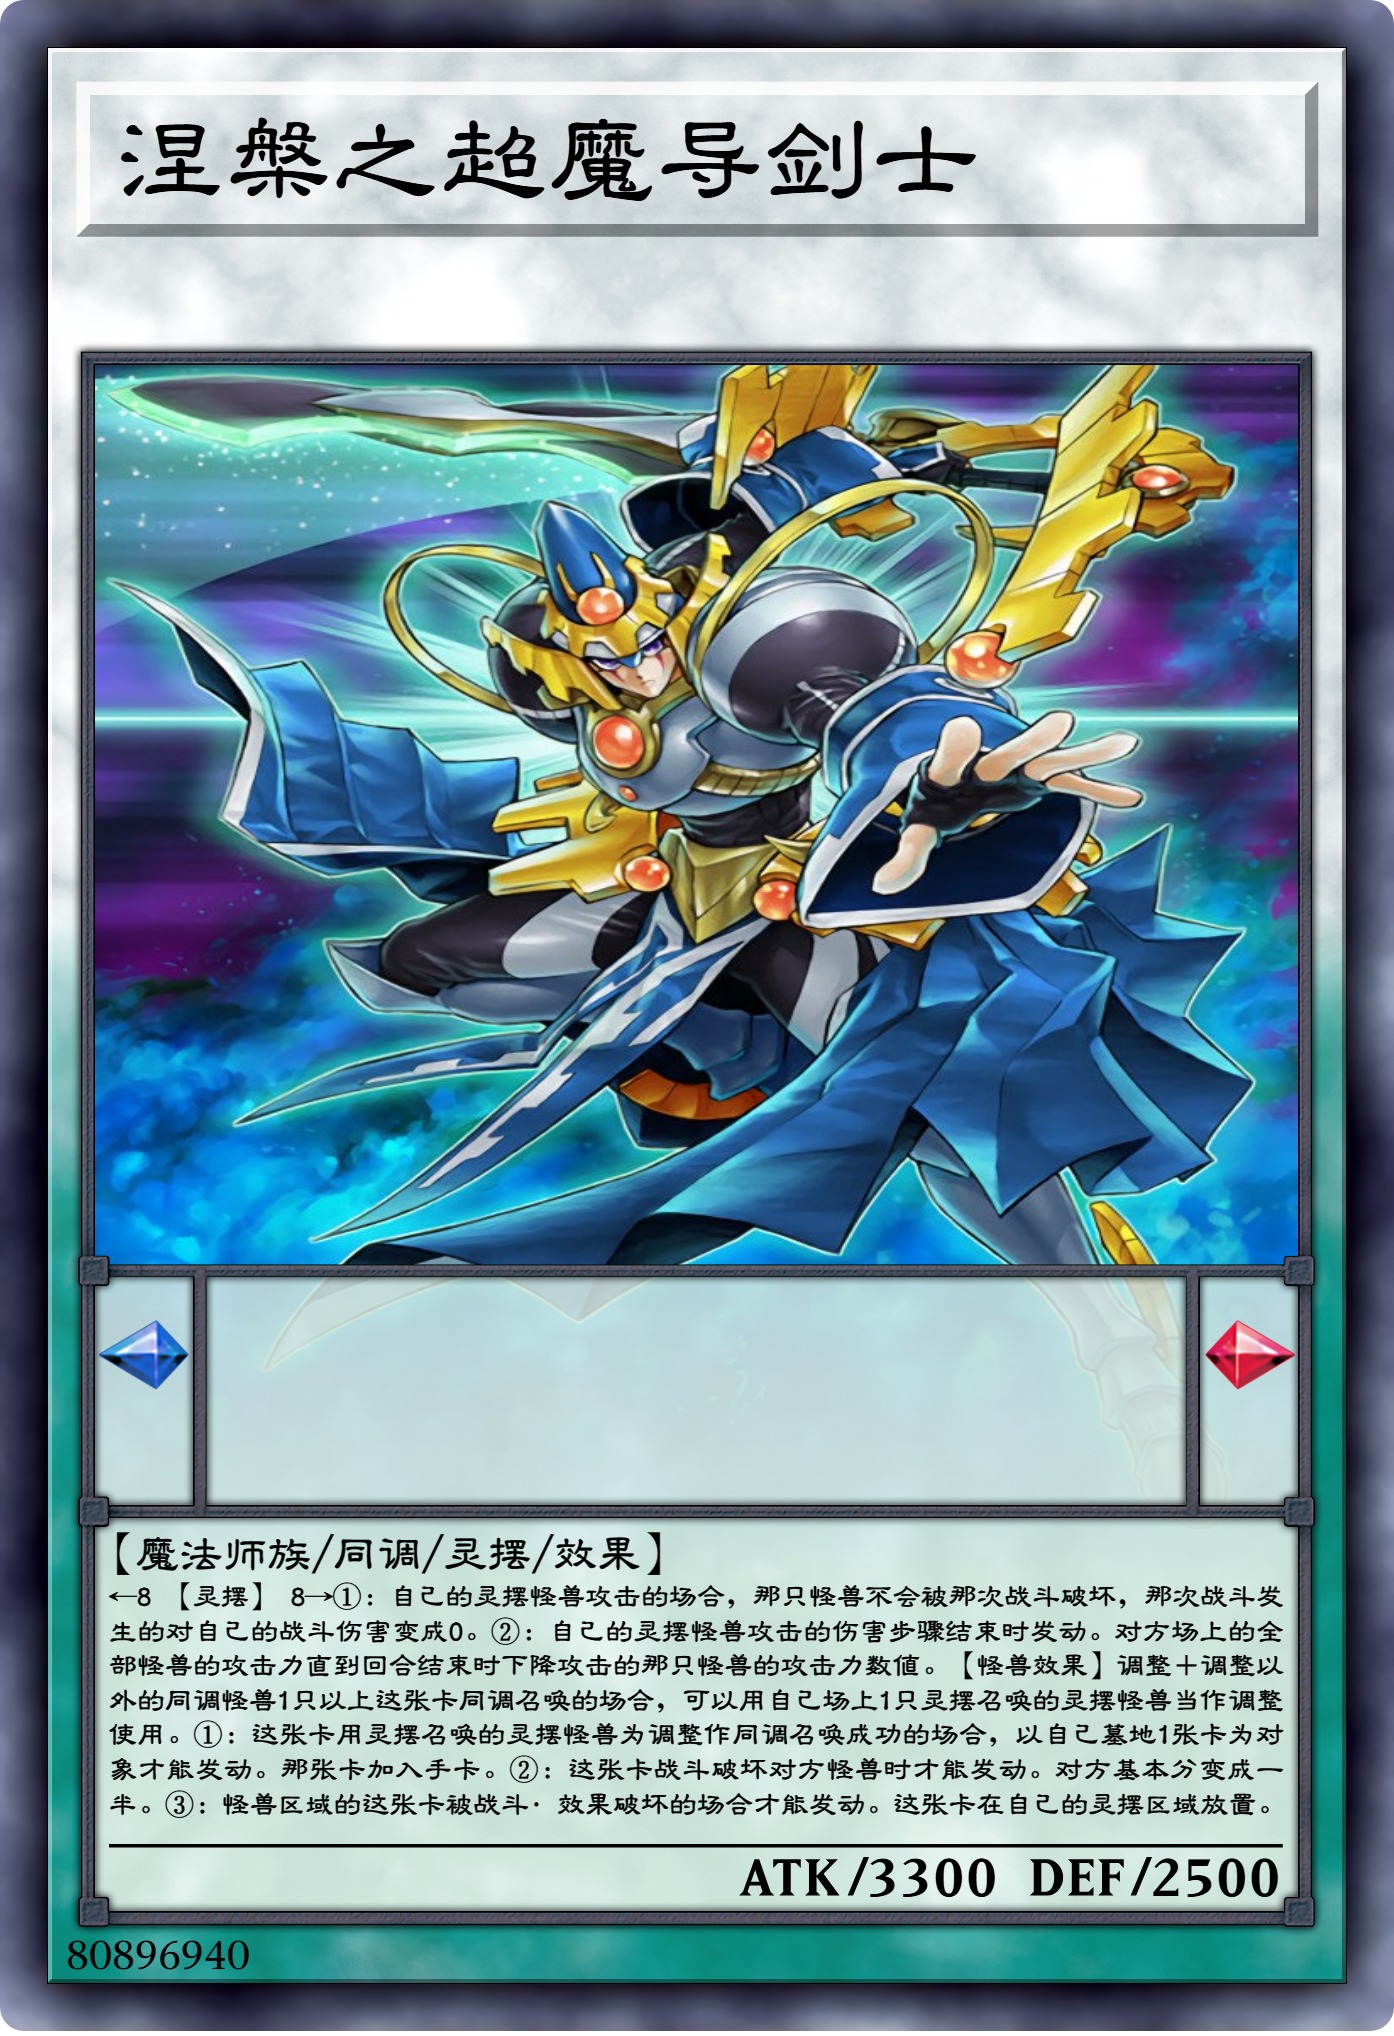 涅槃之超魔导剑士
【魔法师族/同调/灵摆/效果】
←8 【灵摆】 8→①：自己的灵摆怪兽攻击的场合，那只怪兽不会被那次战斗破坏，那次战斗发
生的对自己的战斗伤害变成0。②：自己的灵摆怪兽攻击的伤害步骤结束时发动。对方场上的全
部怪兽的攻击力直到回合结束时下降攻击的那只怪兽的攻击力数值。【怪兽效果】调整＋调整以
外的同调怪兽1只以上这张卡同调召唤的场合，可以用自己场上1只灵摆召唤的灵摆怪兽当作调整
使用。①：这张卡用灵摆召唤的灵摆怪兽为调整作同调召唤成功的场合，以自己墓地1张卡为对
象才能发动。那张卡加入手卡。②：这张卡战斗破坏对方怪兽时才能发动。对方基本分变成一
半。③：怪兽区域的这张卡被战斗·效果破坏的场合才能发动。这张卡在自己的灵摆区域放置。
ATK/3300 DEF/2500
80896940